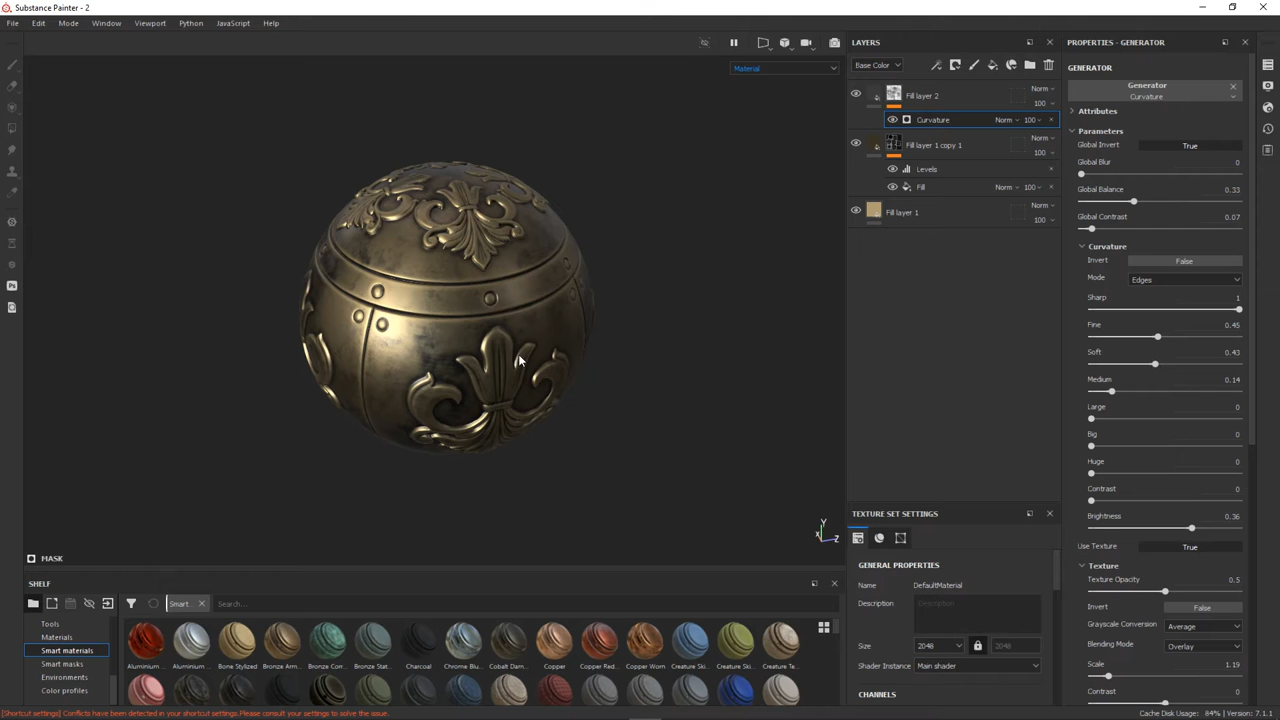 Substance Painter - 2
File Edit Mode Window Viewport Python JavaScript Help
Material
MASK
SHELF
Smart...
Search...
Tools
Materials
Smart materials
Smart masks
Environments
Color profiles
Aluminium ... Aluminium ... Bone Stylized Bronze Arm... Bronze Corr... Bronze Stat... Charcoal Chrome Blu... Cobalt Dam... Copper Copper Red... Copper Worn Creature Ski... Creature Ski... Creature Te...
[Shortcut settings] Conflicts have been detected in your shortcut settings.Please consult your settings to solve the issue.
Y
X
Z
LAYERS
Base Color
Fill layer 2 Norm
100
Curvature Norm 100
Fill layer 1 copy 1 Norm
100
Levels
Fill Norm 100
Fill layer 1 Norm
100
TEXTURE SET SETTINGS
GENERAL PROPERTIES
Name DefaultMaterial
Description Description
Size 2048 2048
Shader Instance Main shader
CHANNELS
PROPERTIES - GENERATOR
GENERATOR
Generator
Curvature
Attributes
Parameters
Global Invert True
Global Blur 0
Global Balance 0.33
Global Contrast 0.07
Curvature
Invert False
Mode Edges
Sharp 1
Fine 0.45
Soft 0.43
Medium 0.14
Large 0
Big 0
Huge 0
Contrast 0
Brightness 0.36
Use Texture True
Texture
Texture Opacity 0.5
Invert False
Grayscale Conversion Average
Blending Mode Overlay
Scale 1.19
Contrast 0
Cache Disk Usage: 84% | Version: 7.1.1